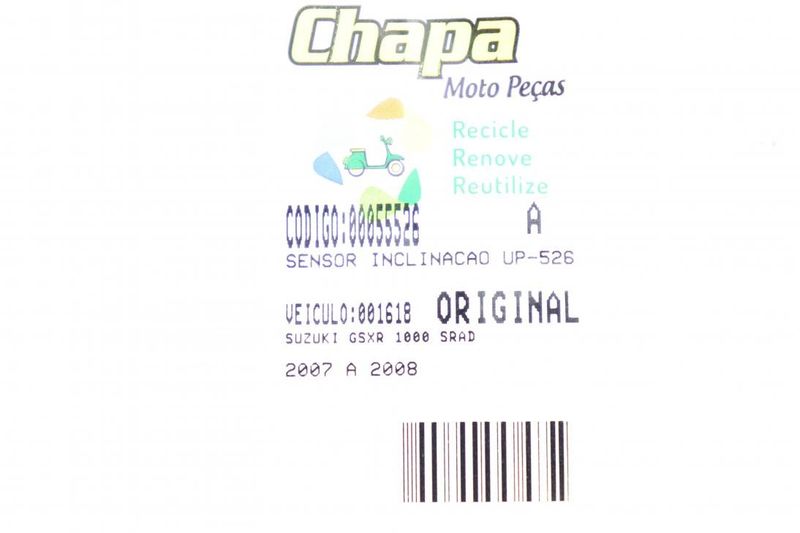 Chapa
Moto Peças
Recicle
Renove
Reutilize
CODIGO:00055526 A
SENSOR INCLINACAO UP-526
VEICULO:001618 ORIGINAL
SUZUKI GSXR 1000 SRAD
2007 A 2008